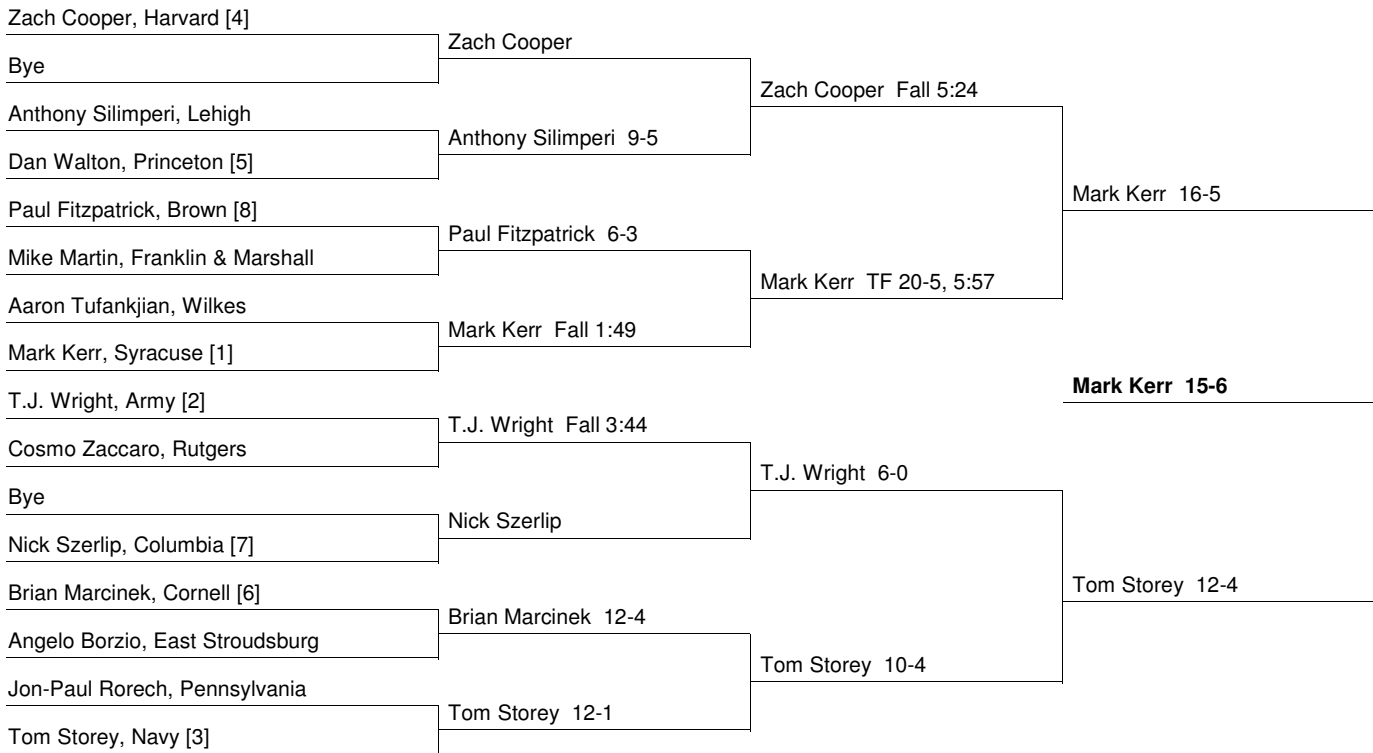 Zach Cooper, Harvard [4]
Bye
Anthony Silimperi, Lehigh
Dan Walton, Princeton [5]
Paul Fitzpatrick, Brown [8]
Mike Martin, Franklin & Marshall
Aaron Tufankjian, Wilkes
Mark Kerr, Syracuse [1]
T.J. Wright, Army [2]
Cosmo Zaccaro, Rutgers
Bye
Nick Szerlip, Columbia [7]
Brian Marcinek, Cornell [6]
Angelo Borzio, East Stroudsburg
Jon-Paul Rorech, Pennsylvania
Tom Storey, Navy [3]
Zach Cooper
Anthony Silimperi 9-5
Paul Fitzpatrick 6-3
Mark Kerr Fall 1:49
T.J. Wright Fall 3:44
Nick Szerlip
Brian Marcinek 12-4
Tom Storey 12-1
Zach Cooper Fall 5:24
Mark Kerr TF 20-5, 5:57
T.J. Wright 6-0
Tom Storey 10-4
Mark Kerr 16-5
Mark Kerr 15-6
Tom Storey 12-4